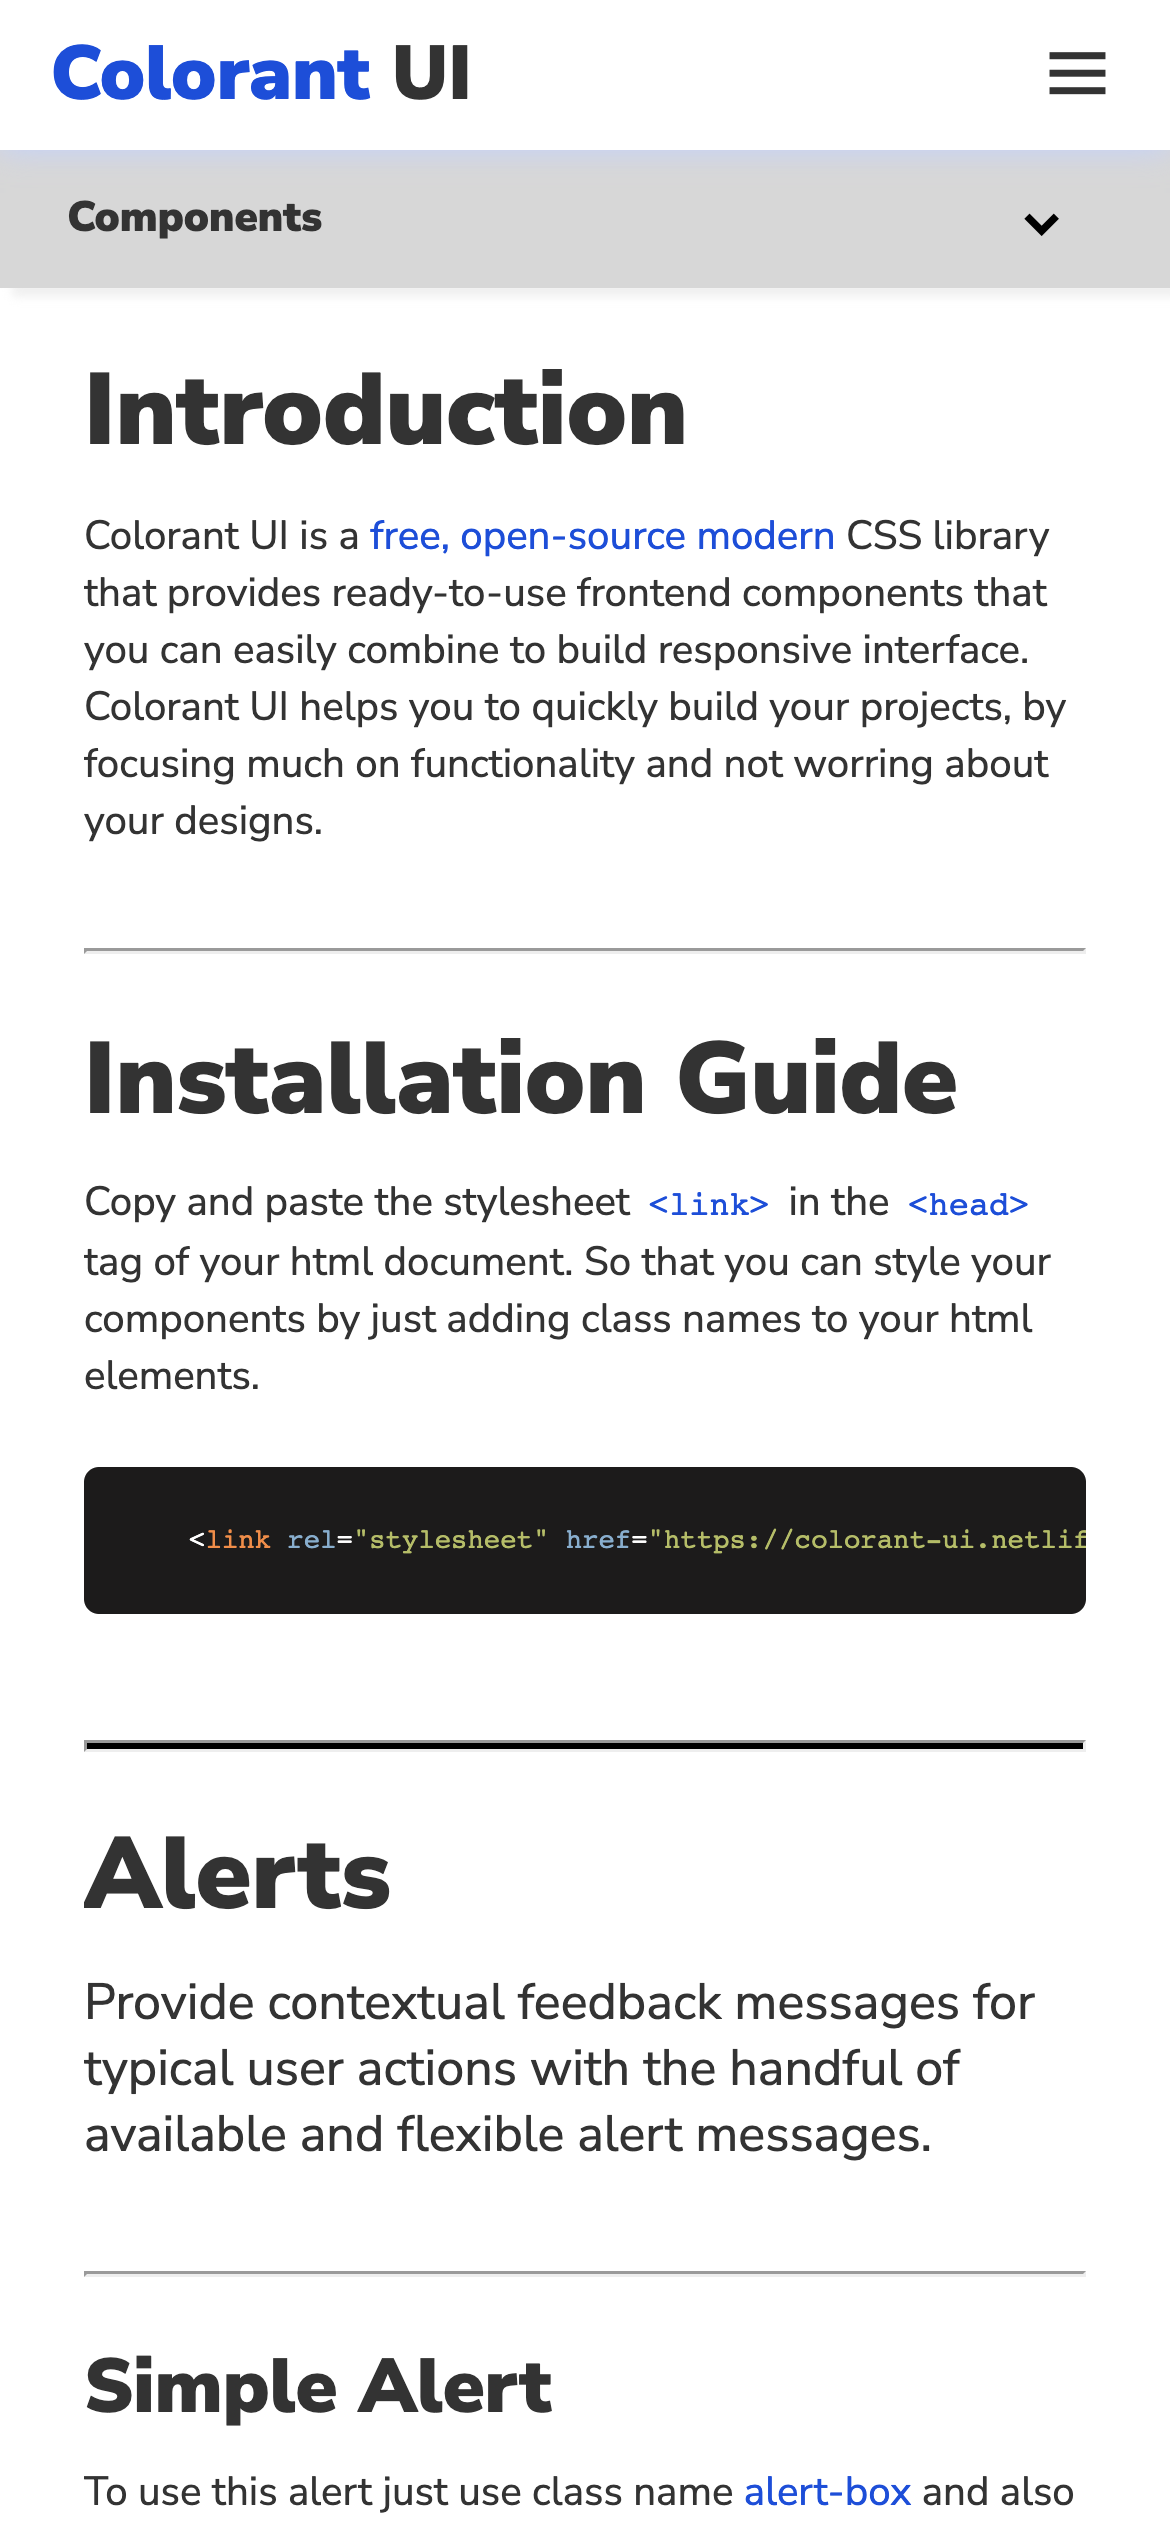 Colorant UI
Components
Introduction
Colorant UI is a free, open-source modern CSS library
that provides ready-to-use frontend components that
you can easily combine to build responsive interface.
Colorant UI helps you to quickly build your projects, by
focusing much on functionality and not worring about
your designs.
Installation Guide
Copy and paste the stylesheet <link> in the <head>
tag of your html document. So that you can style your
components by just adding class names to your html
elements.
<link rel="stylesheet" href="https://colorant-ui.netlif
Alerts
Provide contextual feedback messages for
typical user actions with the handful of
available and flexible alert messages.
Simple Alert
To use this alert just use class name alert-box and also